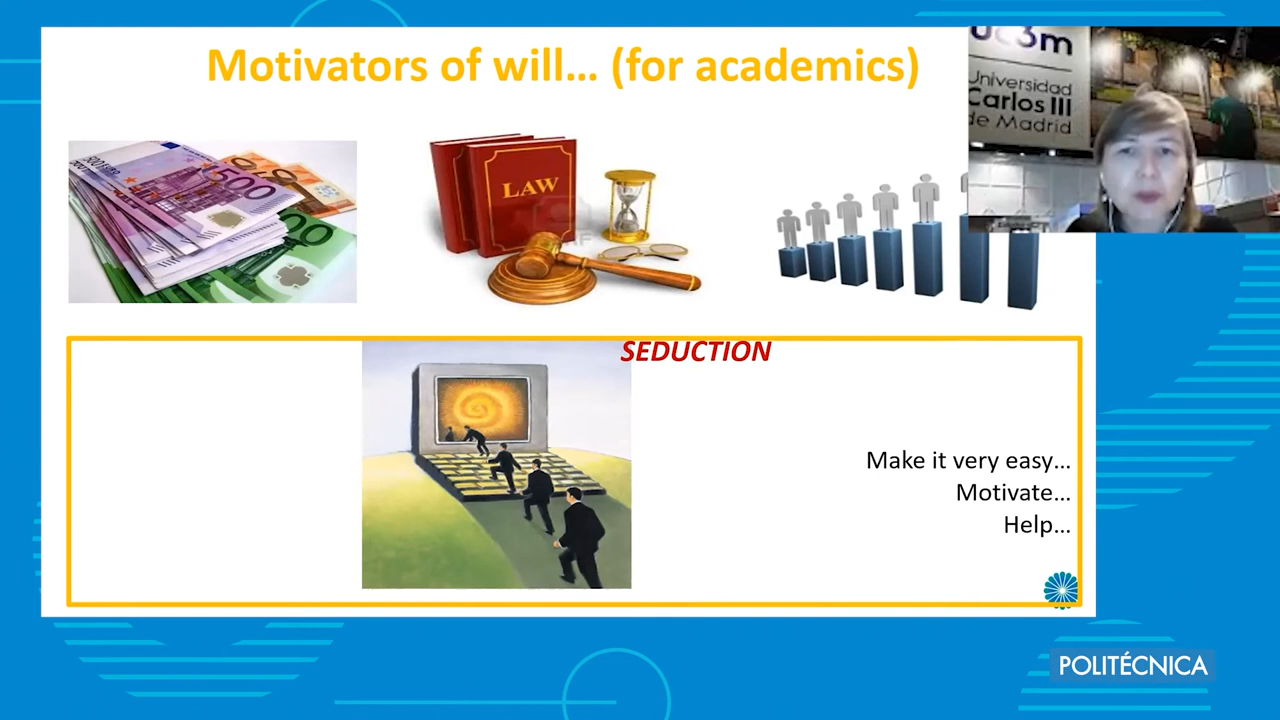 Motivators of will... (for academics)
uc3m
Universidad
Carlos III
de Madrid
500
LAW
SEDUCTION
Make it very easy...
Motivate...
Help...
POLITÉCNICA